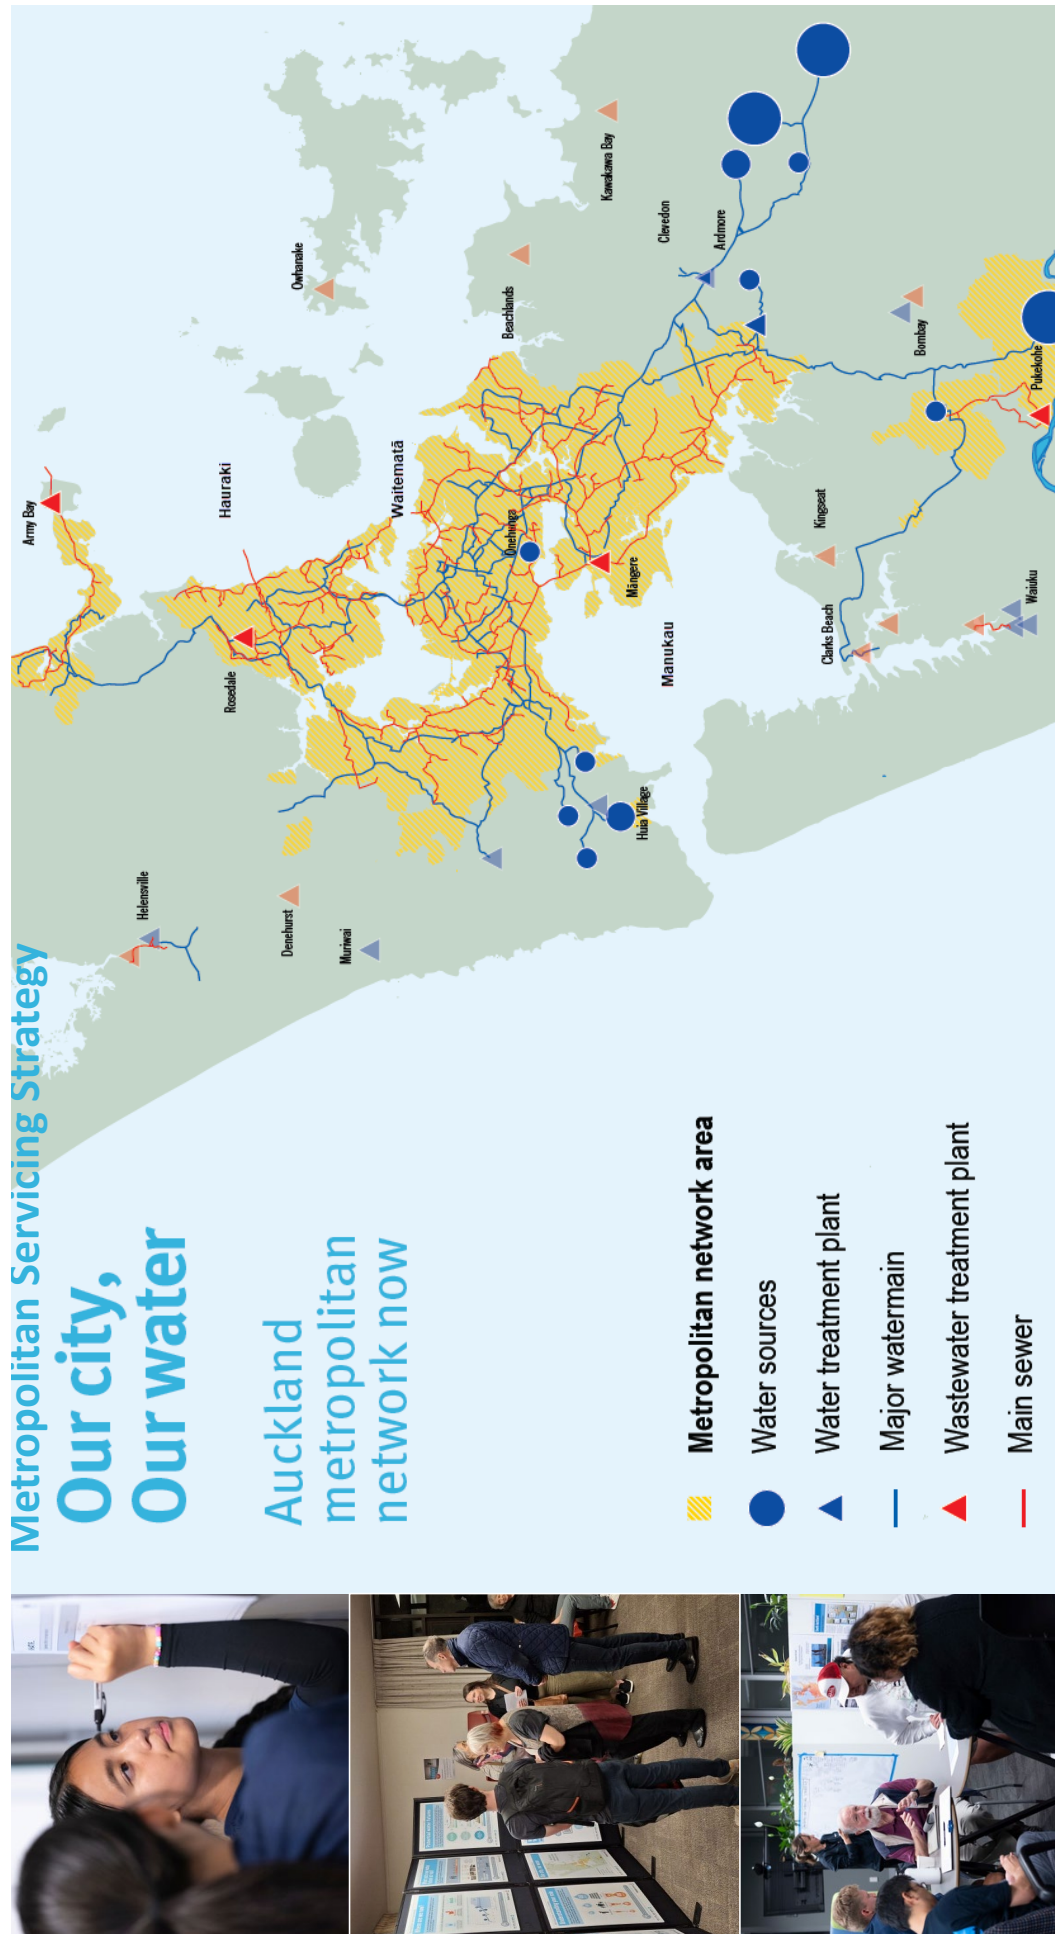 Metropolitan Servicing Strategy
Our city,
Our water
Auckland
metropolitan
network now
Metropolitan network area
Water sources
Water treatment plant
Major watermain
Wastewater treatment plant
Main sewer
Helensville
Denehurst
Muriwai
Huia Village
Rosedale
Army Bay
Hauraki
Waitematā
Onehunga
Māngere
Manukau
Clarks Beach
Waiuku
Kingseat
Pukekohe
Bombay
Owhanake
Beachlands
Kawakawa Bay
Clevedon
Ardmore